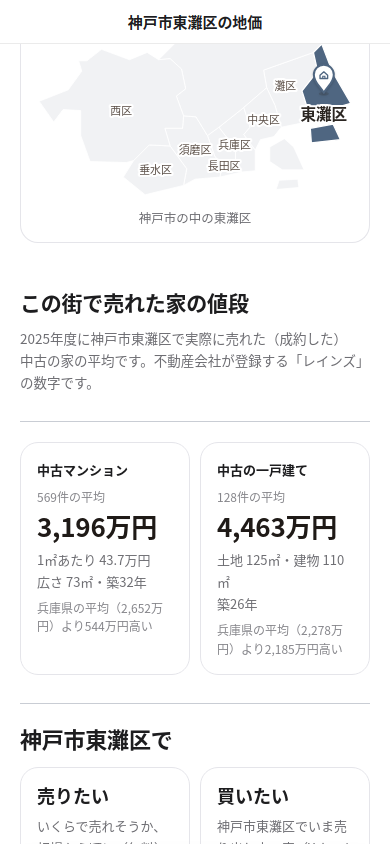 神戸市東灘区の地価
灘区
西区
東灘区
中央区
兵庫区
須磨区
長田区
垂水区
神戸市の中の東灘区
この街で売れた家の値段
2025年度に神戸市東灘区で実際に売れた（成約した）
中古の家の平均です。不動産会社が登録する「レインズ」
の数字です。
中古マンション
569件の平均
3,196万円
1㎡あたり 43.7万円
広さ 73㎡・築32年
兵庫県の平均（2,652万
円）より544万円高い
中古の一戸建て
128件の平均
4,463万円
土地 125㎡・建物 110
㎡
築26年
兵庫県の平均（2,278万
円）より2,185万円高い
神戸市東灘区で
売りたい
いくらで売れそうか、
買いたい
神戸市東灘区でいま売